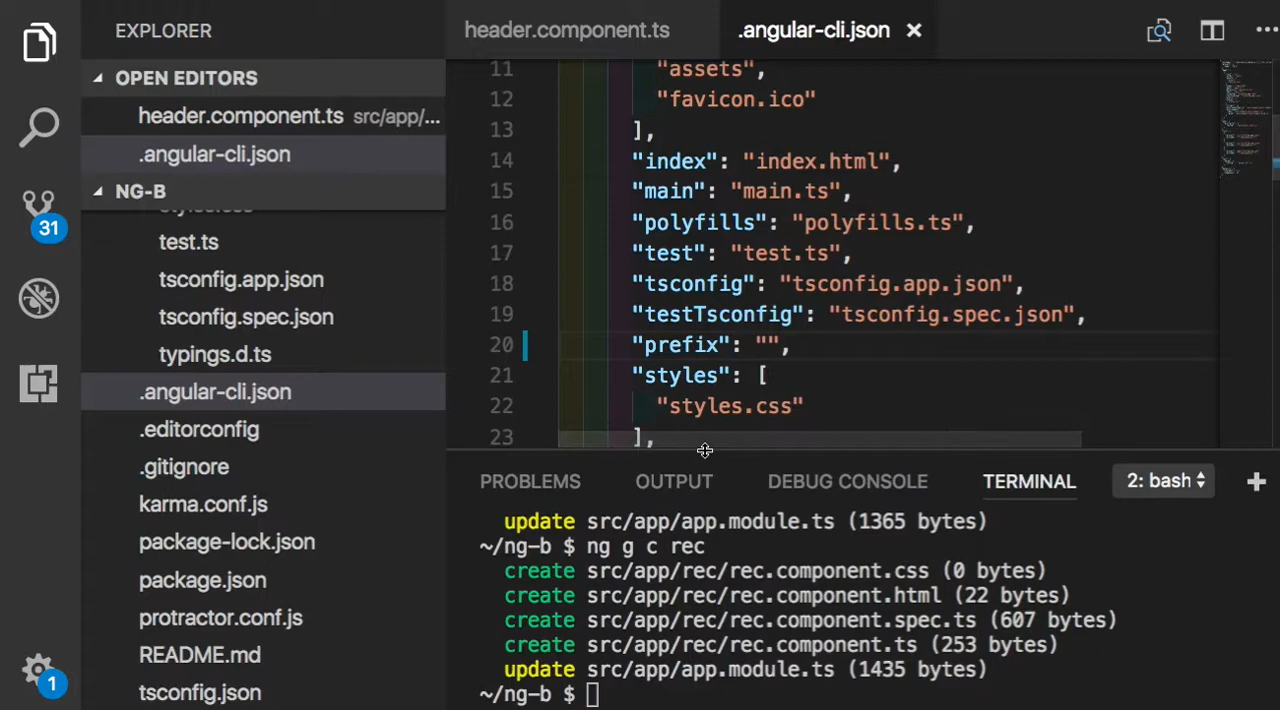 EXPLORER
OPEN EDITORS
header.component.ts src/app/...
.angular-cli.json
NG-B
test.ts
tsconfig.app.json
tsconfig.spec.json
typings.d.ts
.angular-cli.json
.editorconfig
.gitignore
karma.conf.js
package-lock.json
package.json
protractor.conf.js
README.md
tsconfig.json
31
1
header.component.ts
.angular-cli.json
11 "assets",
12 "favicon.ico"
13 ],
14 "index": "index.html",
15 "main": "main.ts",
16 "polyfills": "polyfills.ts",
17 "test": "test.ts",
18 "tsconfig": "tsconfig.app.json",
19 "testTsconfig": "tsconfig.spec.json",
20 "prefix": "",
21 "styles": [
22 "styles.css"
23 ],
PROBLEMS OUTPUT DEBUG CONSOLE TERMINAL 2: bash
update src/app/app.module.ts (1365 bytes)
~/ng-b $ ng g c rec
create src/app/rec/rec.component.css (0 bytes)
create src/app/rec/rec.component.html (22 bytes)
create src/app/rec/rec.component.spec.ts (607 bytes)
create src/app/rec/rec.component.ts (253 bytes)
update src/app/app.module.ts (1435 bytes)
~/ng-b $